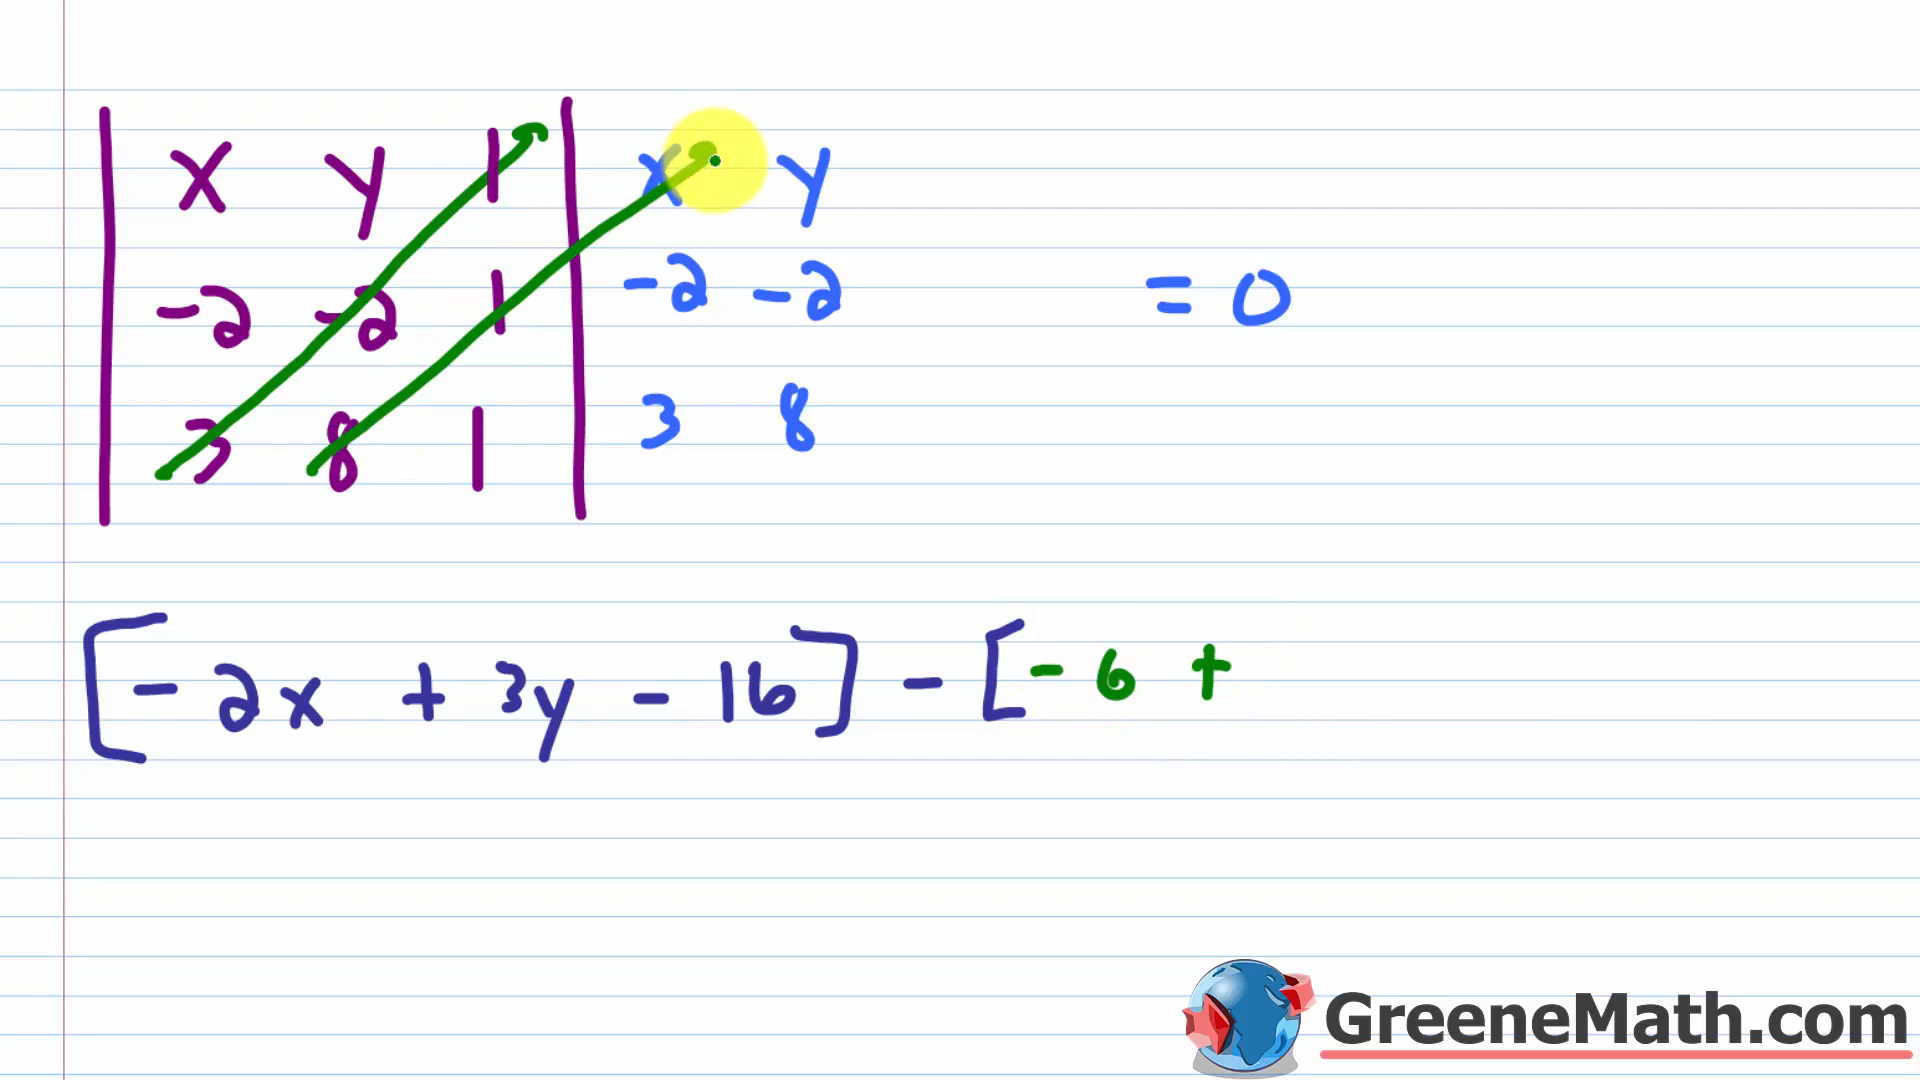 | x y 1 | x y
| -2 -2 1 | -2 -2 = 0
| 3 8 1 | 3 8
[-2x + 3y - 16] - [-6 +
GreeneMath.com